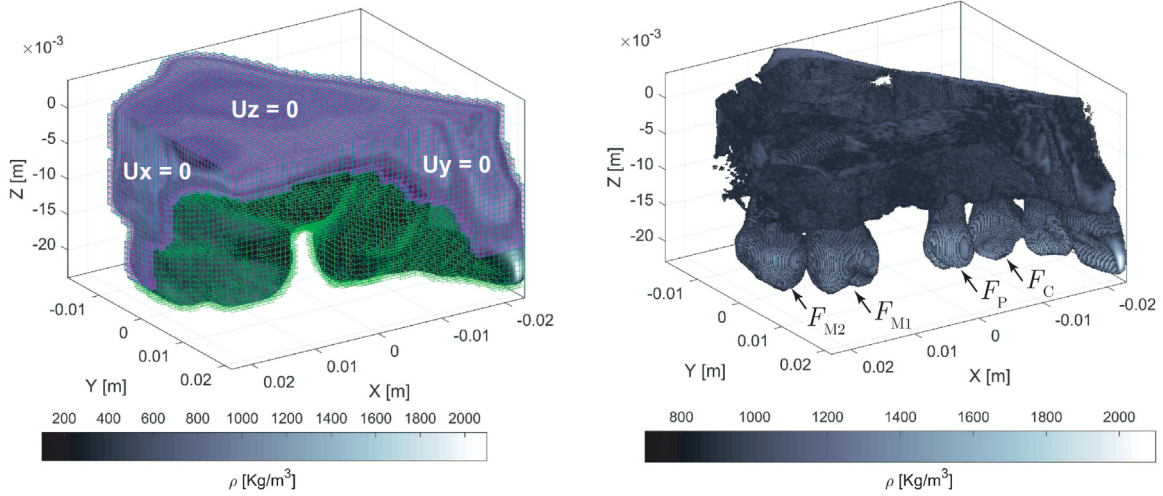 ×10⁻³
0
-5
-10
-15
-20
Z [m]
Uz = 0
Ux = 0
Uy = 0
-0.01
0
0.01
0.02
Y [m]
0.02
0.01
0
-0.01
-0.02
X [m]
200 400 600 800 1000 1200 1400 1600 1800 2000
ρ [Kg/m³]
×10⁻³
0
-5
-10
-15
-20
Z [m]
F_M2
F_M1
F_P
F_C
-0.01
0
0.01
0.02
Y [m]
0.02
0.01
0
-0.01
-0.02
X [m]
800 1000 1200 1400 1600 1800 2000
ρ [Kg/m³]